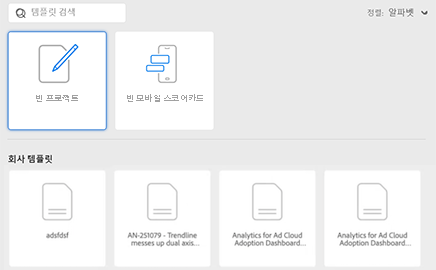 템플릿 검색
정렬: 알파벳
빈 프로젝트
빈 모바일 스코어카드
회사 템플릿
adsfdsf
AN-251079 - Trendline
messes up dual axis...
Analytics for Ad Cloud
Adoption Dashboard...
Analytics for Ad Cloud
Adoption Dashboard...